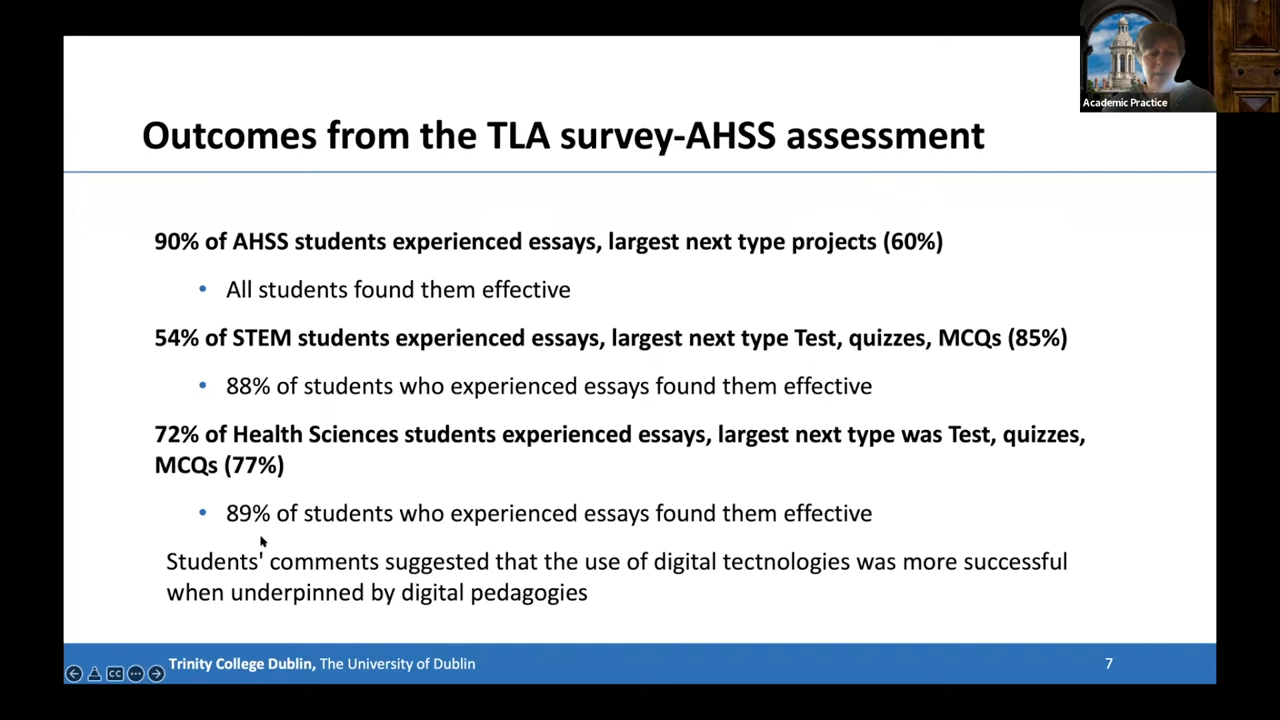 Academic Practice
Outcomes from the TLA survey-AHSS assessment
90% of AHSS students experienced essays, largest next type projects (60%)
• All students found them effective
54% of STEM students experienced essays, largest next type Test, quizzes, MCQs (85%)
• 88% of students who experienced essays found them effective
72% of Health Sciences students experienced essays, largest next type was Test, quizzes,
MCQs (77%)
• 89% of students who experienced essays found them effective
Students' comments suggested that the use of digital tectnologies was more successful
when underpinned by digital pedagogies
CC
Trinity College Dublin, The University of Dublin
7